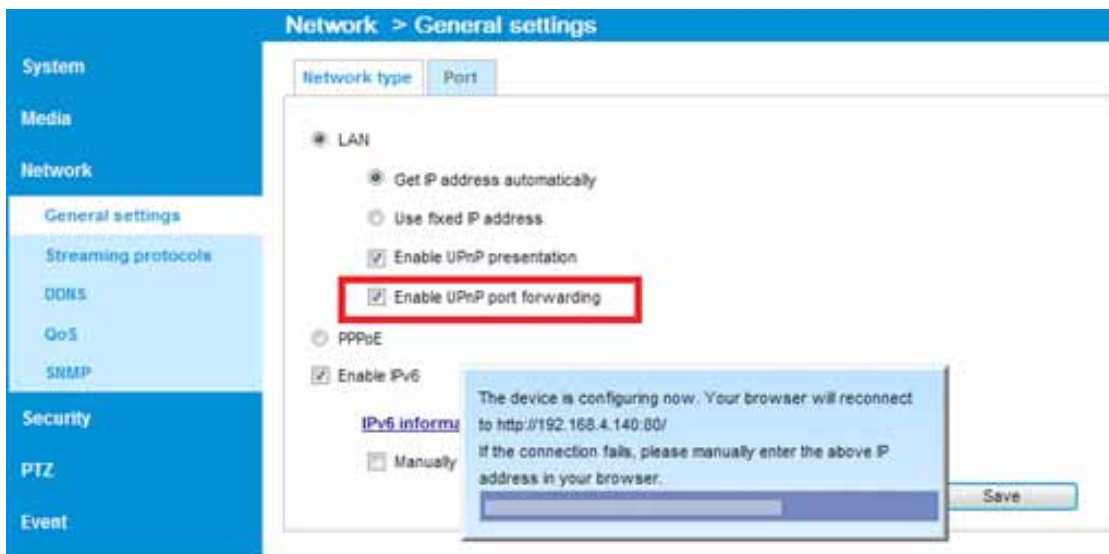 Network > General settings
System
Media
Network
General settings
Streaming protocols
DDNS
QoS
SNMP
Security
PTZ
Event
Network type
Port
LAN
Get IP address automatically
Use fixed IP address
Enable UPnP presentation
Enable UPnP port forwarding
PPPoE
Enable IPv6
IPv6 informa
Manually
The device is configuring now. Your browser will reconnect
to http://192.168.4.140:80/
If the connection fails, please manually enter the above IP
address in your browser.
Save